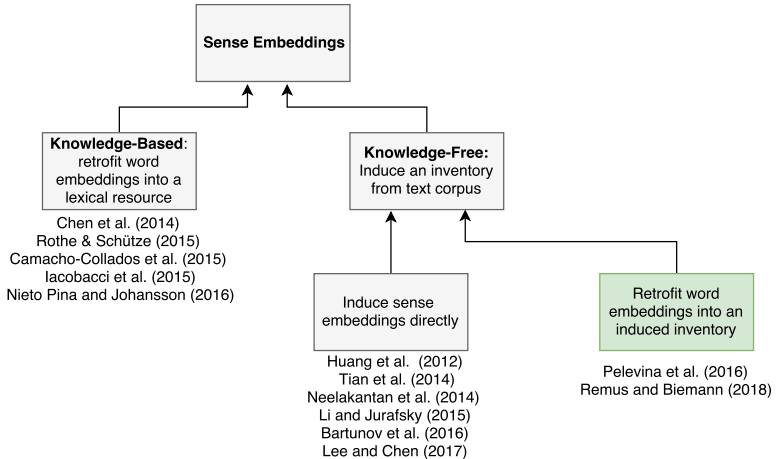 Sense Embeddings
Knowledge-Based:
retrofit word
embeddings into a
lexical resource
Chen et al. (2014)
Rothe & Schütze (2015)
Camacho-Collados et al. (2015)
Iacobacci et al. (2015)
Nieto Pina and Johansson (2016)
Knowledge-Free:
Induce an inventory
from text corpus
Induce sense
embeddings directly
Huang et al. (2012)
Tian et al. (2014)
Neelakantan et al. (2014)
Li and Jurafsky (2015)
Bartunov et al. (2016)
Lee and Chen (2017)
Retrofit word
embeddings into an
induced inventory
Pelevina et al. (2016)
Remus and Biemann (2018)